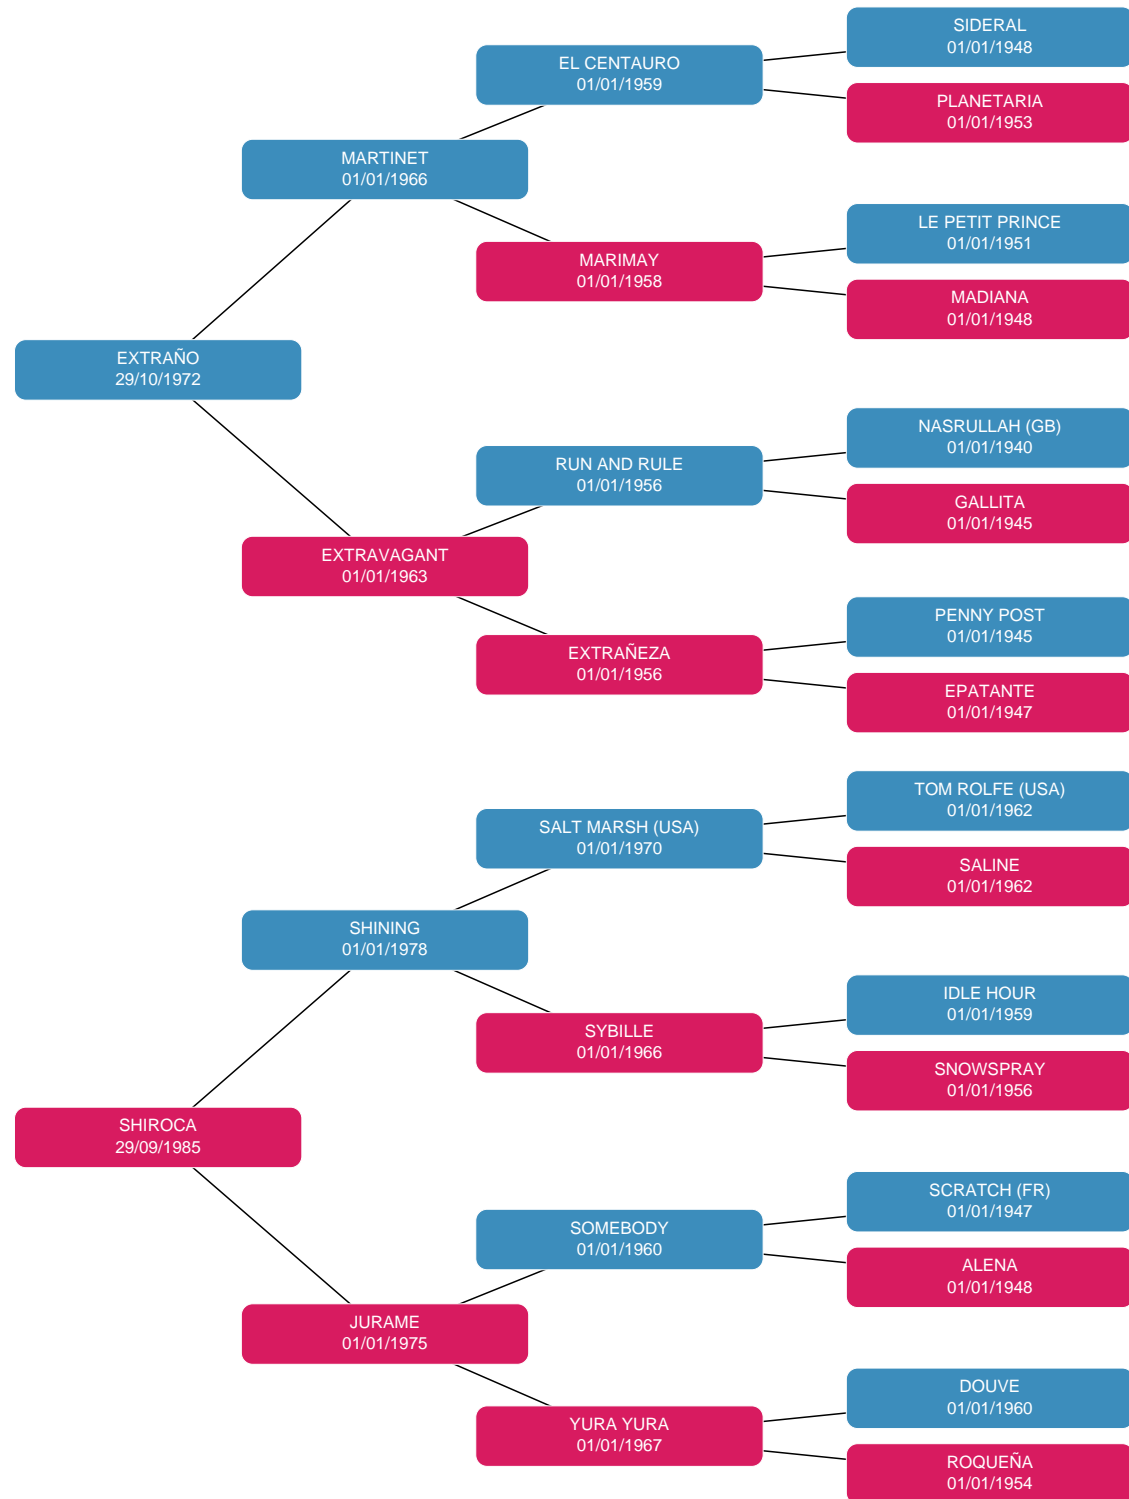 SIDERAL
01/01/1948
EL CENTAURO
01/01/1959
PLANETARIA
01/01/1953
MARTINET
01/01/1966
LE PETIT PRINCE
01/01/1951
MARIMAY
01/01/1958
MADIANA
01/01/1948
EXTRAÑO
29/10/1972
NASRULLAH (GB)
01/01/1940
RUN AND RULE
01/01/1956
GALLITA
01/01/1945
EXTRAVAGANT
01/01/1963
PENNY POST
01/01/1945
EXTRAÑEZA
01/01/1956
EPATANTE
01/01/1947
TOM ROLFE (USA)
01/01/1962
SALT MARSH (USA)
01/01/1970
SALINE
01/01/1962
SHINING
01/01/1978
IDLE HOUR
01/01/1959
SYBILLE
01/01/1966
SNOWSPRAY
01/01/1956
SHIROCA
29/09/1985
SCRATCH (FR)
01/01/1947
SOMEBODY
01/01/1960
ALENA
01/01/1948
JURAME
01/01/1975
DOUVE
01/01/1960
YURA YURA
01/01/1967
ROQUEÑA
01/01/1954